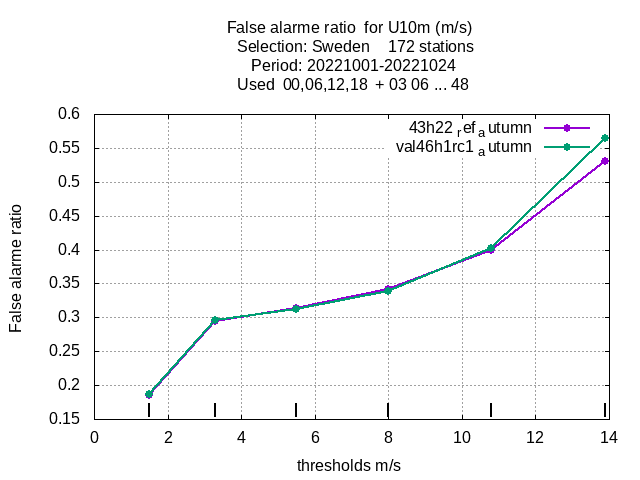 False alarme ratio  for U10m (m/s)
Selection: Sweden    172 stations
Period: 20221001-20221024
Used  00,06,12,18  + 03 06 ... 48
0.6
0.55
0.5
0.45
0.4
0.35
0.3
0.25
0.2
0.15
False alarme ratio
43h22 ref autumn
val46h1rc1 autumn
0 2 4 6 8 10 12 14
thresholds m/s